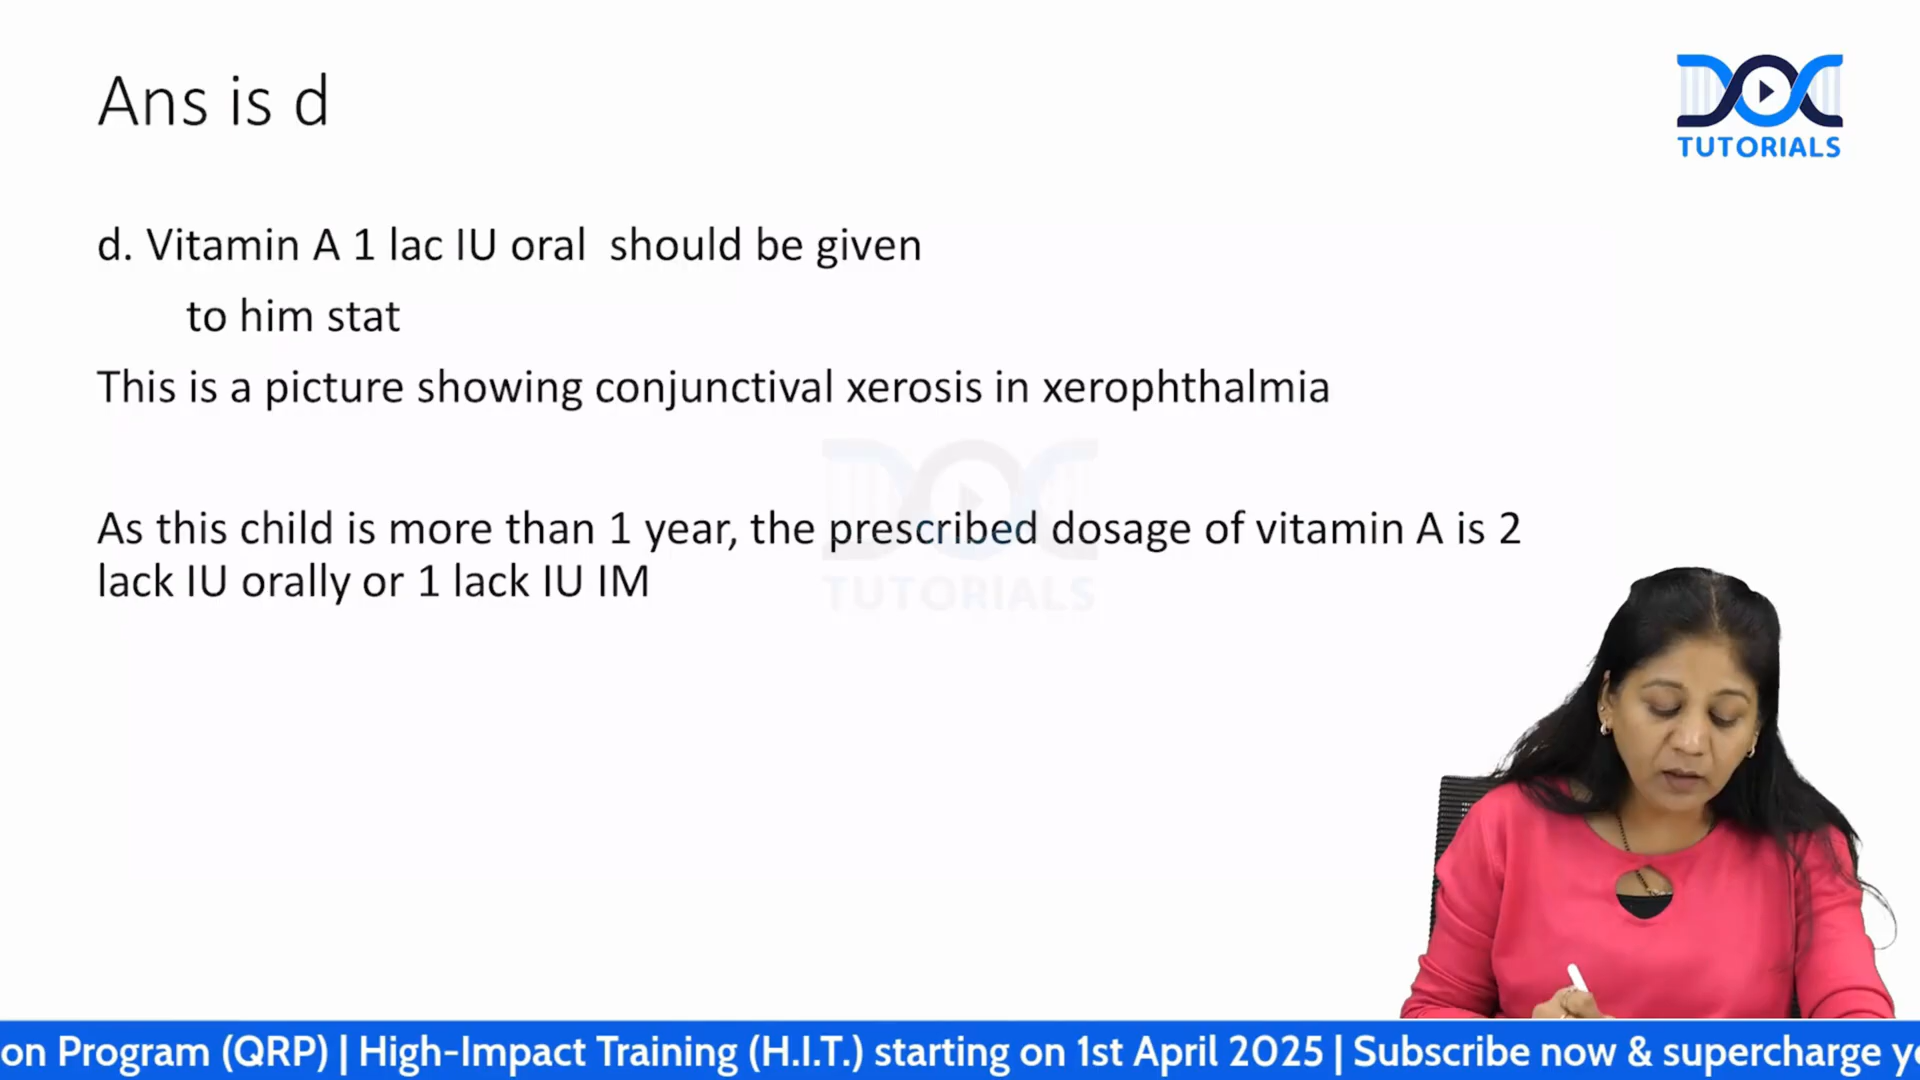 Ans is d
DOC
TUTORIALS
d. Vitamin A 1 lac IU oral  should be given
to him stat
This is a picture showing conjunctival xerosis in xerophthalmia
As this child is more than 1 year, the prescribed dosage of vitamin A is 2
lack IU orally or 1 lack IU IM
DOC
TUTORIALS
on Program (QRP) | High-Impact Training (H.I.T.) starting on 1st April 2025 | Subscribe now & supercharge